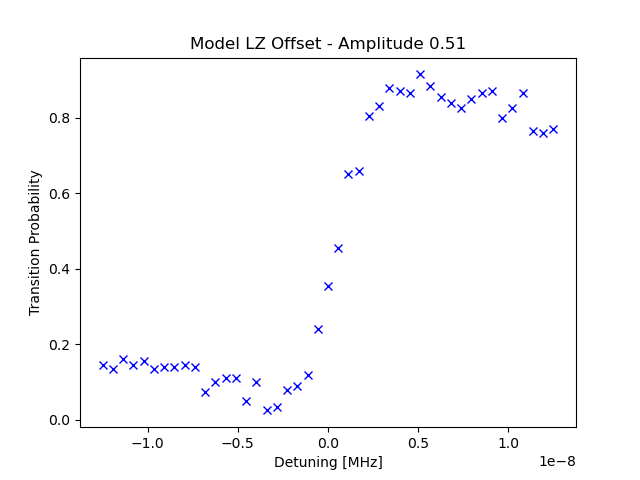 Model LZ Offset - Amplitude 0.51
Transition Probability
0.8
0.6
0.4
0.2
0.0
−1.0 −0.5 0.0 0.5 1.0
1e−8
Detuning [MHz]